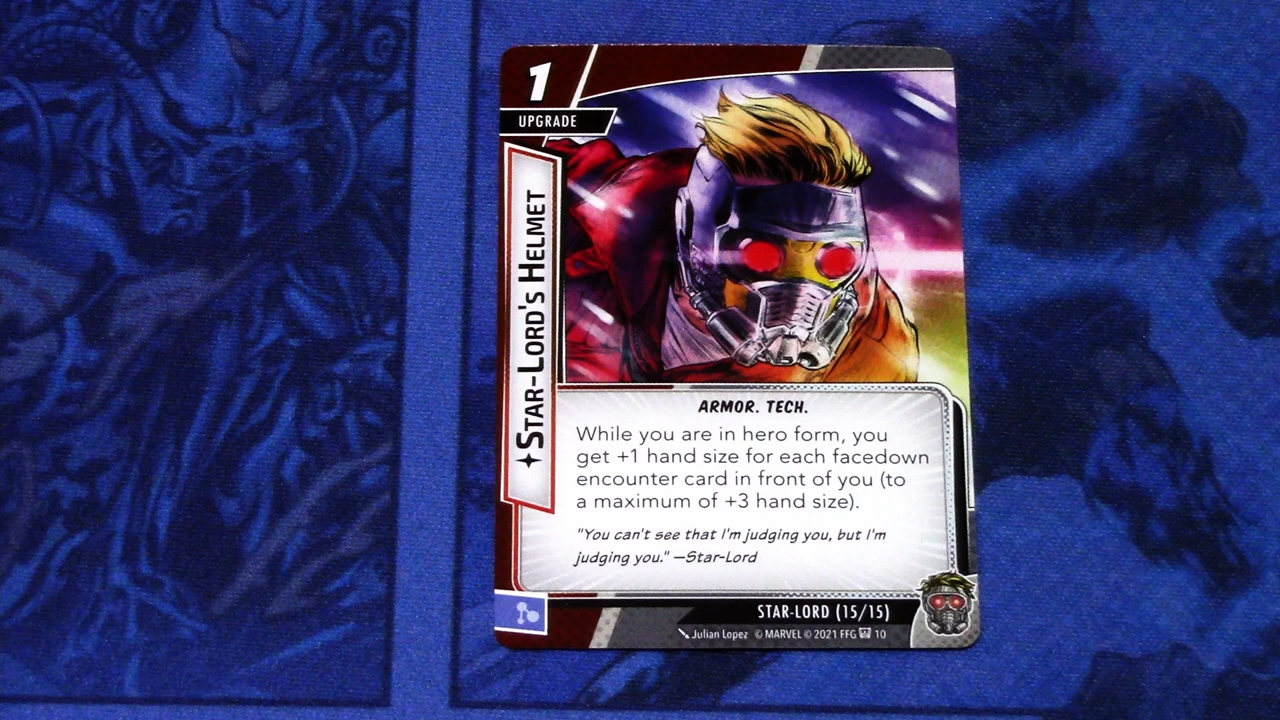 1
UPGRADE
STAR-LORD'S HELMET
ARMOR. TECH.
While you are in hero form, you
get +1 hand size for each facedown
encounter card in front of you (to
a maximum of +3 hand size).
"You can't see that I'm judging you, but I'm
judging you." —Star-Lord
STAR-LORD (15/15)
Julian Lopez © MARVEL © 2021 FFG 10